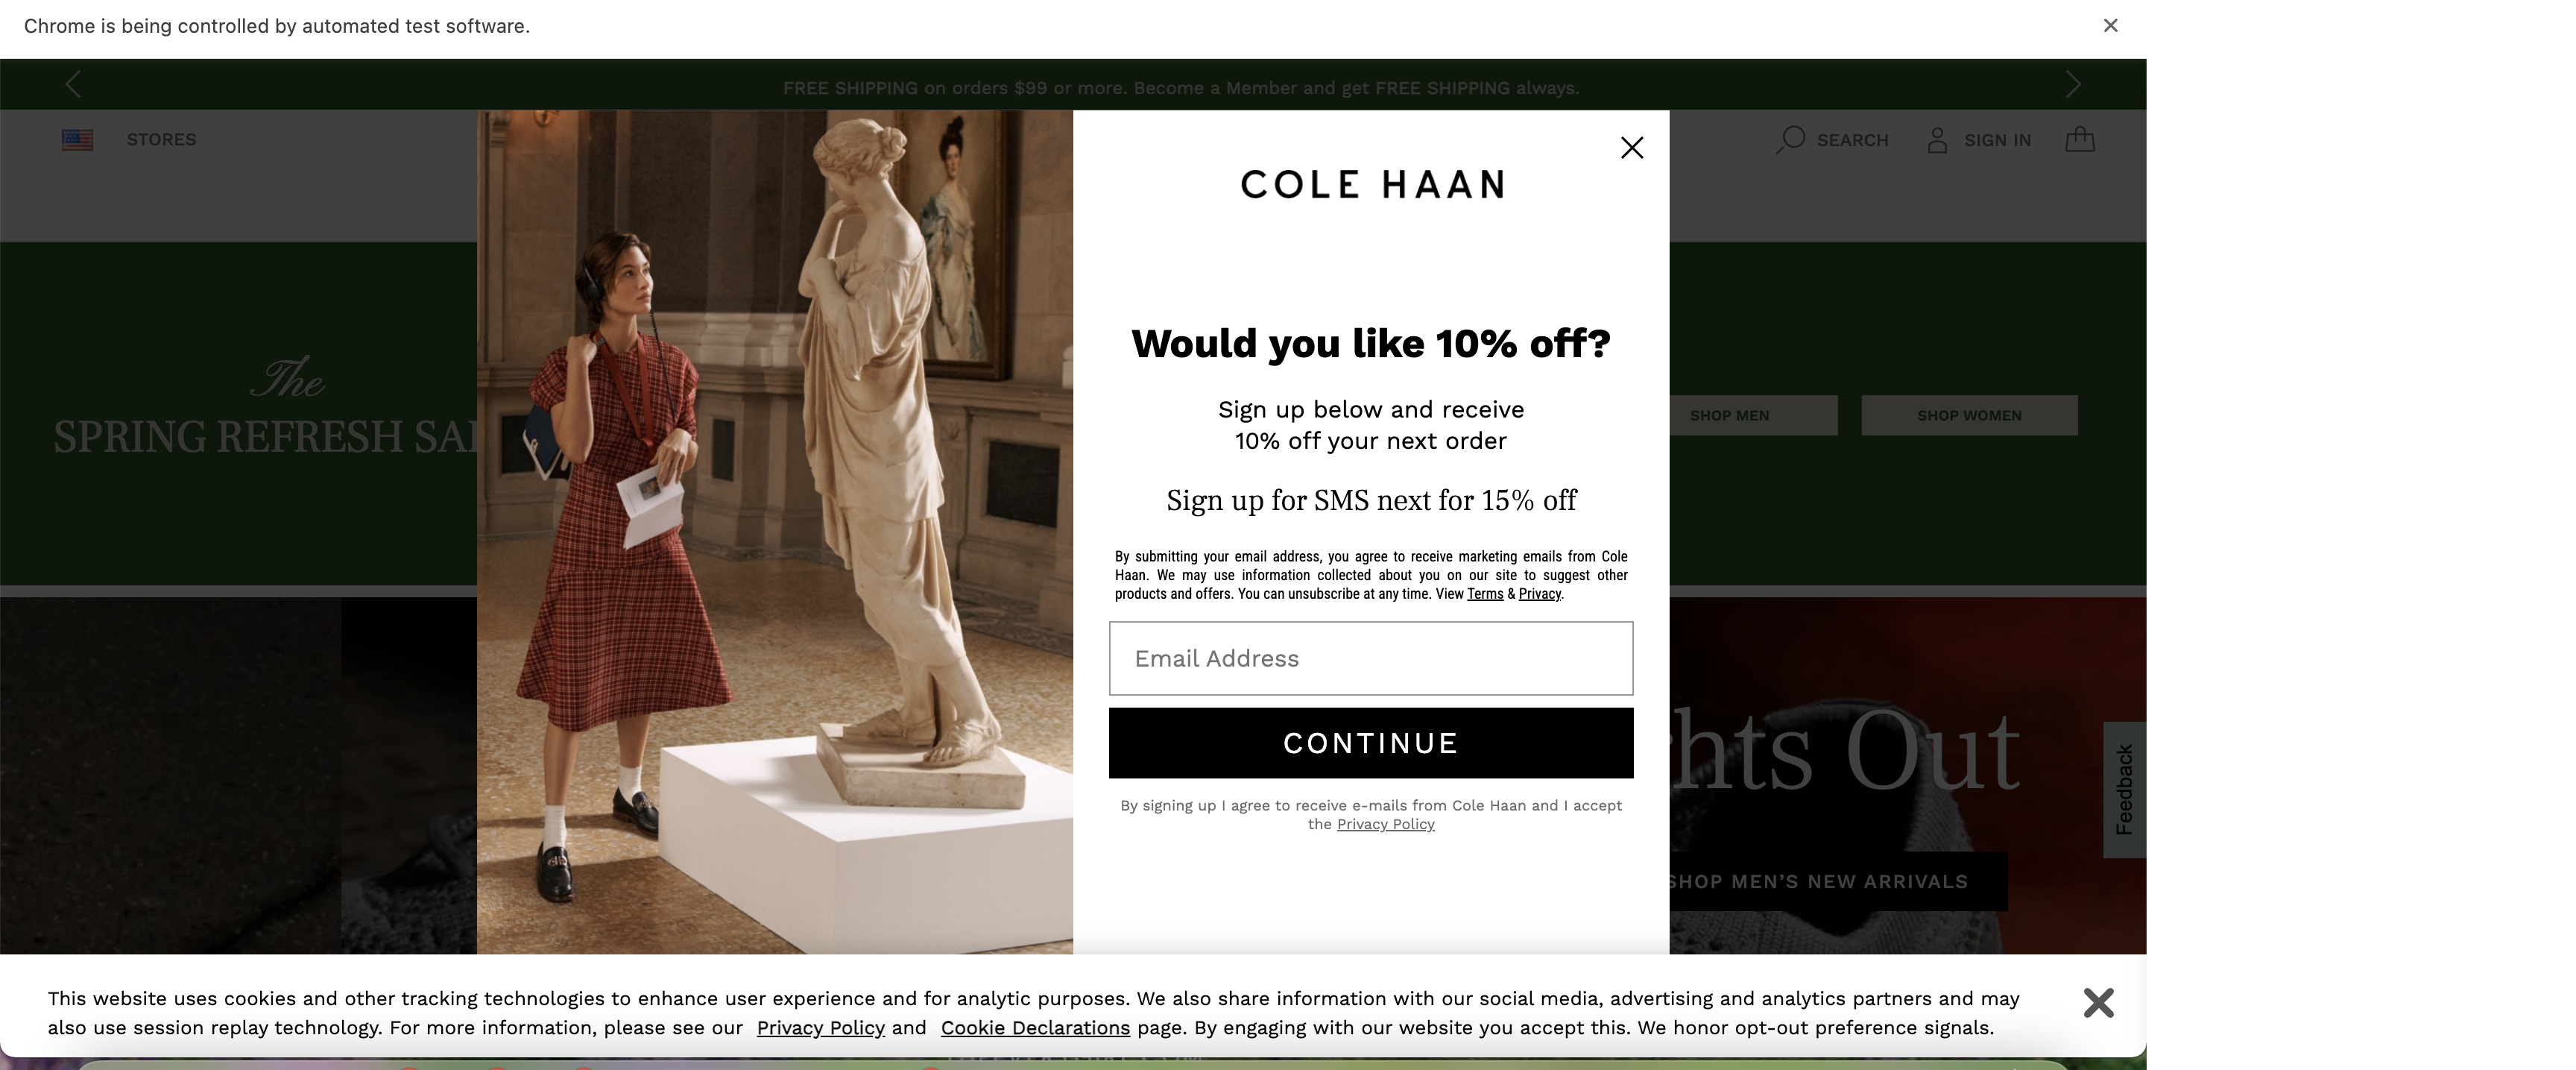 Chrome is being controlled by automated test software.
FREE SHIPPING on orders $99 or more. Become a Member and get FREE SHIPPING always.
STORES
SEARCH
SIGN IN
COLE HAAN
Would you like 10% off?
The
SPRING REFRESH
SHOP MEN
SHOP WOMEN
Sign up below and receive
10% off your next order
Sign up for SMS next for 15% off
By submitting your email address, you agree to receive marketing emails from Cole
Haan. We may use information collected about you on our site to suggest other
products and offers. You can unsubscribe at any time. View Terms & Privacy.
Email Address
CONTINUE
Out
Feedback
By signing up I agree to receive e-mails from Cole Haan and I accept
the Privacy Policy
SHOP MEN'S NEW ARRIVALS
This website uses cookies and other tracking technologies to enhance user experience and for analytic purposes. We also share information with our social media, advertising and analytics partners and may
also use session replay technology. For more information, please see our Privacy Policy and Cookie Declarations page. By engaging with our website you accept this. We honor opt-out preference signals.